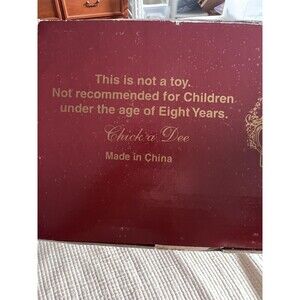 This is not a toy.
Not recommended for Children
under the age of Eight Years.
Chick a Dee
Made in China